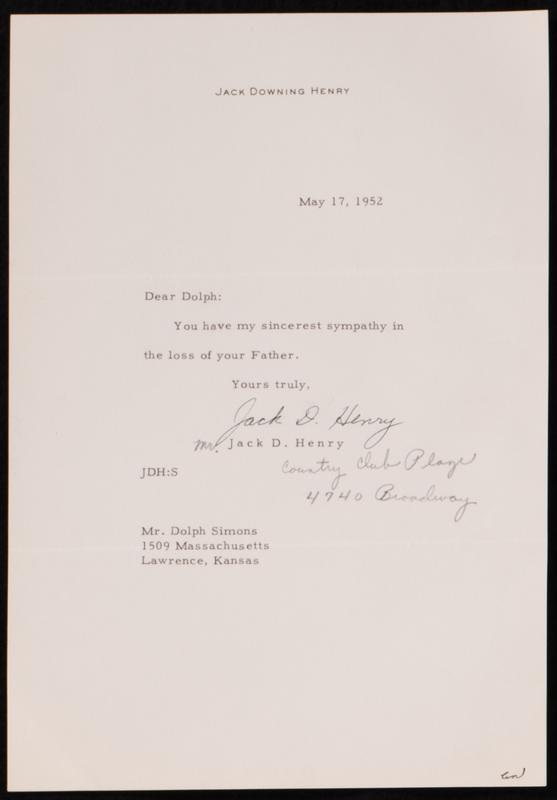 JACK DOWNING HENRY
May 17, 1952
Dear Dolph:
You have my sincerest sympathy in
the loss of your Father.
Yours truly,
Jack D. Henry
Mr. Jack D. Henry
Country Club Plaza
JDH:S
4740 Broadway
Mr. Dolph Simons
1509 Massachusetts
Lawrence, Kansas